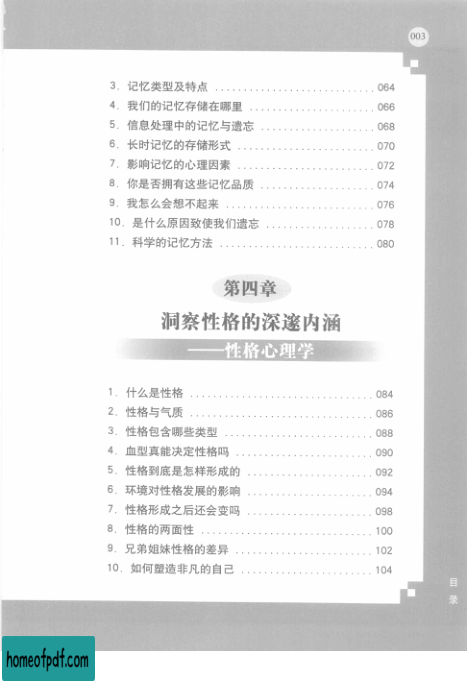 003
3. 记忆类型及特点 ............................ 064
4. 我们的记忆存储在哪里 ...................... 066
5. 信息处理中的记忆与遗忘 .................... 068
6. 长时记忆的存储形式 ........................ 070
7. 影响记忆的心理因素 ........................ 072
8. 你是否拥有这些记忆品质 .................... 074
9. 我怎么会想不起来 .......................... 076
10. 是什么原因致使我们遗忘 ................... 078
11. 科学的记忆方法 ........................... 080
第四章
洞察性格的深邃内涵
——性格心理学
1. 什么是性格 ................................ 084
2. 性格与气质 ................................ 086
3. 性格包含哪些类型 .......................... 088
4. 血型真能决定性格吗 ........................ 090
5. 性格到底是怎样形成的 ...................... 092
6. 环境对性格发展的影响 ...................... 094
7. 性格形成之后还会变吗 ...................... 098
8. 性格的两面性 .............................. 100
9. 兄弟姐妹性格的差异 ........................ 102
10. 如何塑造非凡的自己 ....................... 104
目
录
homeofpdf.com